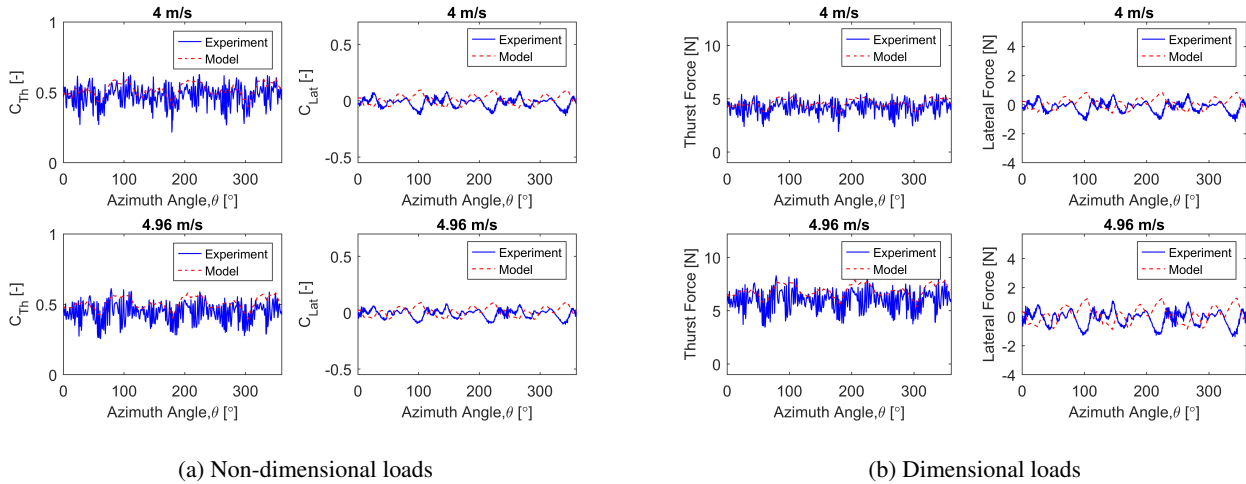 4 m/s
C_Th [-]
1
0.5
0
Experiment
Model
0 100 200 300
Azimuth Angle,θ [°]
4 m/s
C_Lat [-]
0.5
0
-0.5
Experiment
Model
0 100 200 300
Azimuth Angle,θ [°]
4.96 m/s
C_Th [-]
1
0.5
0
Experiment
Model
0 100 200 300
Azimuth Angle,θ [°]
4.96 m/s
C_Lat [-]
0.5
0
-0.5
Experiment
Model
0 100 200 300
Azimuth Angle,θ [°]
(a) Non-dimensional loads
4 m/s
Thurst Force [N]
10
5
0
Experiment
Model
0 100 200 300
Azimuth Angle,θ [°]
4 m/s
Lateral Force [N]
4
2
0
-2
-4
Experiment
Model
0 100 200 300
Azimuth Angle,θ [°]
4.96 m/s
Thurst Force [N]
10
5
0
Experiment
Model
0 100 200 300
Azimuth Angle,θ [°]
4.96 m/s
Lateral Force [N]
4
2
0
-2
-4
Experiment
Model
0 100 200 300
Azimuth Angle,θ [°]
(b) Dimensional loads